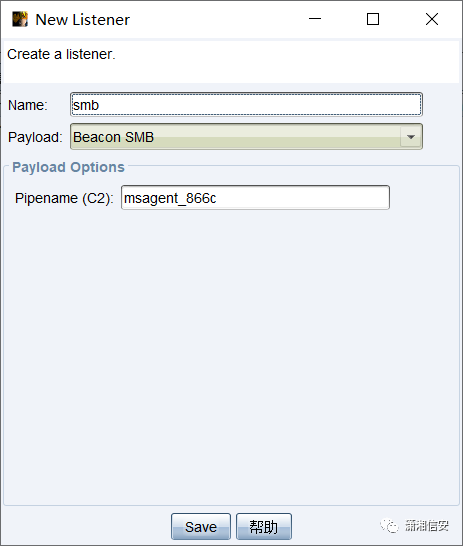 New Listener
Create a listener.
Name: smb
Payload: Beacon SMB
Payload Options
Pipename (C2): msagent_866c
Save 帮助
潇湘信安